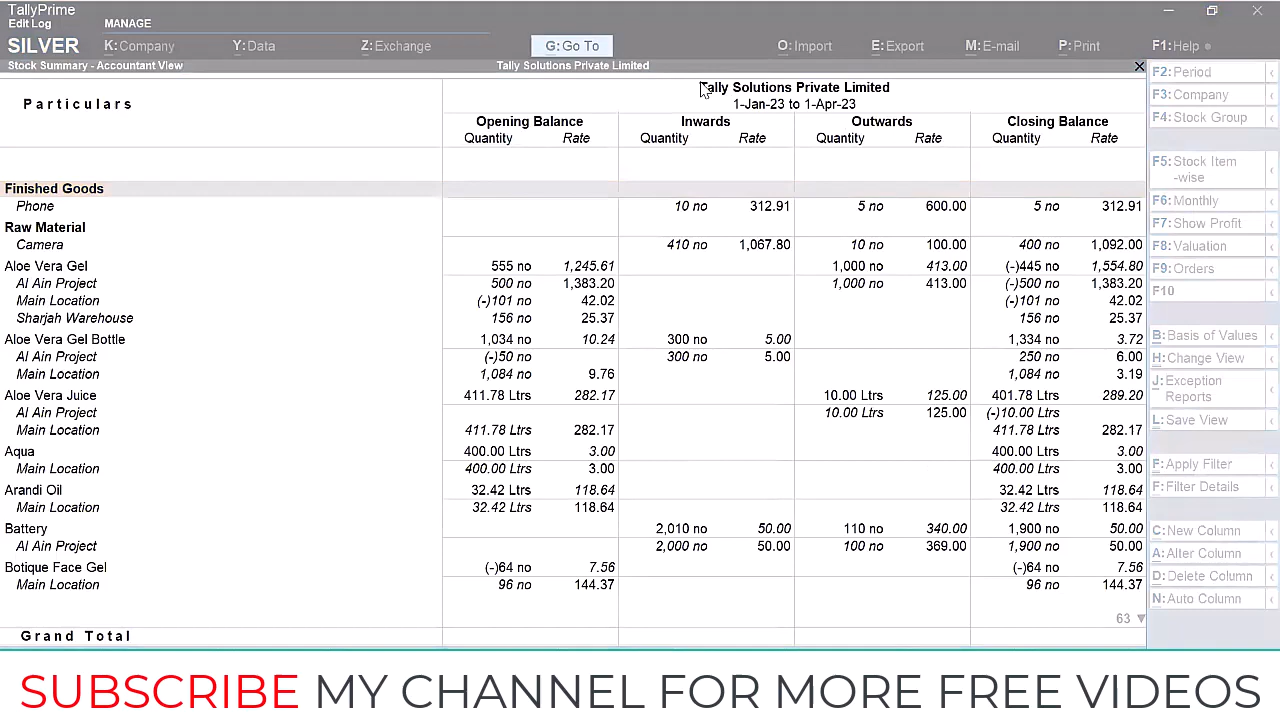 TallyPrime
Edit Log
MANAGE
SILVER K:Company Y:Data Z:Exchange G:Go To O:Import E:Export M:E-mail P:Print F1:Help
Stock Summary - Accountant View Tally Solutions Private Limited
Particulars
Tally Solutions Private Limited
1-Jan-23 to 1-Apr-23
Opening Balance Inwards Outwards Closing Balance
Quantity Rate Quantity Rate Quantity Rate Quantity Rate
Finished Goods
Phone 10 no 312.91 5 no 600.00 5 no 312.91
Raw Material
Camera 410 no 1,067.80 10 no 100.00 400 no 1,092.00
Aloe Vera Gel 555 no 1,245.61 1,000 no 413.00 (-)445 no 1,554.80
Al Ain Project 500 no 1,383.20 1,000 no 413.00 (-)500 no 1,383.20
Main Location (-)101 no 42.02 (-)101 no 42.02
Sharjah Warehouse 156 no 25.37 156 no 25.37
Aloe Vera Gel Bottle 1,034 no 10.24 300 no 5.00 1,334 no 3.72
Al Ain Project (-)50 no 300 no 5.00 250 no 6.00
Main Location 1,084 no 9.76 1,084 no 3.19
Aloe Vera Juice 411.78 Ltrs 282.17 10.00 Ltrs 125.00 401.78 Ltrs 289.20
Al Ain Project 10.00 Ltrs 125.00 (-)10.00 Ltrs
Main Location 411.78 Ltrs 282.17 411.78 Ltrs 282.17
Aqua 400.00 Ltrs 3.00 400.00 Ltrs 3.00
Main Location 400.00 Ltrs 3.00 400.00 Ltrs 3.00
Arandi Oil 32.42 Ltrs 118.64 32.42 Ltrs 118.64
Main Location 32.42 Ltrs 118.64 32.42 Ltrs 118.64
Battery 2,010 no 50.00 110 no 340.00 1,900 no 50.00
Al Ain Project 2,000 no 50.00 100 no 369.00 1,900 no 50.00
Botique Face Gel (-)64 no 7.56 (-)64 no 7.56
Main Location 96 no 144.37 96 no 144.37
63
Grand Total
F2:Period
F3:Company
F4:Stock Group
F5:Stock Item
-wise
F6:Monthly
F7:Show Profit
F8:Valuation
F9:Orders
F10
B:Basis of Values
H:Change View
J:Exception
Reports
L:Save View
F:Apply Filter
F:Filter Details
C:New Column
A:Alter Column
D:Delete Column
N:Auto Column
SUBSCRIBE MY CHANNEL FOR MORE FREE VIDEOS